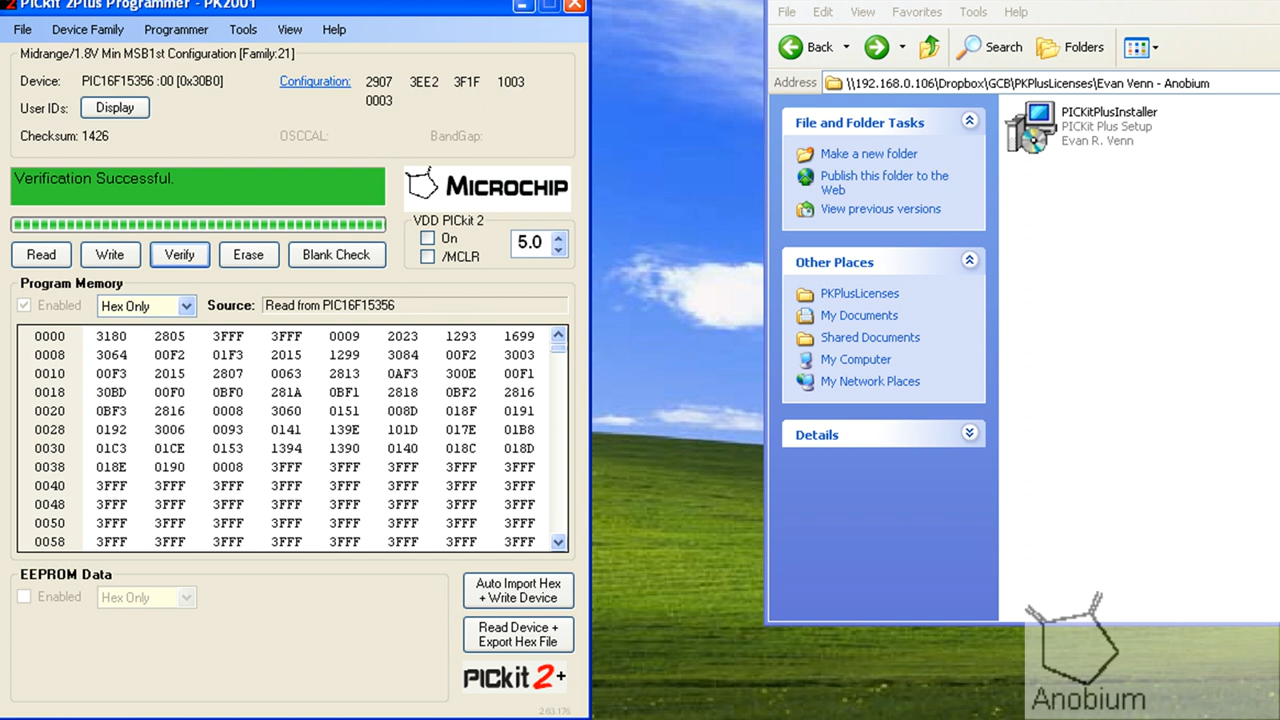 PICkit 2Plus Programmer - PK2001
File Device Family Programmer Tools View Help
Midrange/1.8V Min MSB1st Configuration [Family:21]
Device: PIC16F15356 :00 [0x30B0] Configuration: 2907 3EE2 3F1F 1003
0003
User IDs: Display
Checksum: 1426 OSCCAL: BandGap:
Verification Successful.
MICROCHIP
VDD PICkit 2
On
/MCLR
5.0
Read Write Verify Erase Blank Check
Program Memory
Enabled Hex Only Source: Read from PIC16F15356
0000 3180 2805 3FFF 3FFF 0009 2023 1293 1699
0008 3064 00F2 01F3 2015 1299 3084 00F2 3003
0010 00F3 2015 2807 0063 2813 0AF3 300E 00F1
0018 30BD 00F0 0BF0 281A 0BF1 2818 0BF2 2816
0020 0BF3 2816 0008 3060 0151 008D 018F 0191
0028 0192 3006 0093 0141 139E 101D 017E 01B8
0030 01C3 01CE 0153 1394 1390 0140 018C 018D
0038 018E 0190 0008 3FFF 3FFF 3FFF 3FFF 3FFF
0040 3FFF 3FFF 3FFF 3FFF 3FFF 3FFF 3FFF 3FFF
0048 3FFF 3FFF 3FFF 3FFF 3FFF 3FFF 3FFF 3FFF
0050 3FFF 3FFF 3FFF 3FFF 3FFF 3FFF 3FFF 3FFF
0058 3FFF 3FFF 3FFF 3FFF 3FFF 3FFF 3FFF 3FFF
EEPROM Data
Enabled Hex Only
Auto Import Hex
+ Write Device
Read Device +
Export Hex File
PICkit 2+
2.63.176
File Edit View Favorites Tools Help
Back Search Folders
Address \\192.168.0.106\Dropbox\GCB\PKPlusLicenses\Evan Venn - Anobium
File and Folder Tasks
Make a new folder
Publish this folder to the
Web
View previous versions
Other Places
PKPlusLicenses
My Documents
Shared Documents
My Computer
My Network Places
Details
PICKitPlusInstaller
PICKit Plus Setup
Evan R. Venn
Anobium